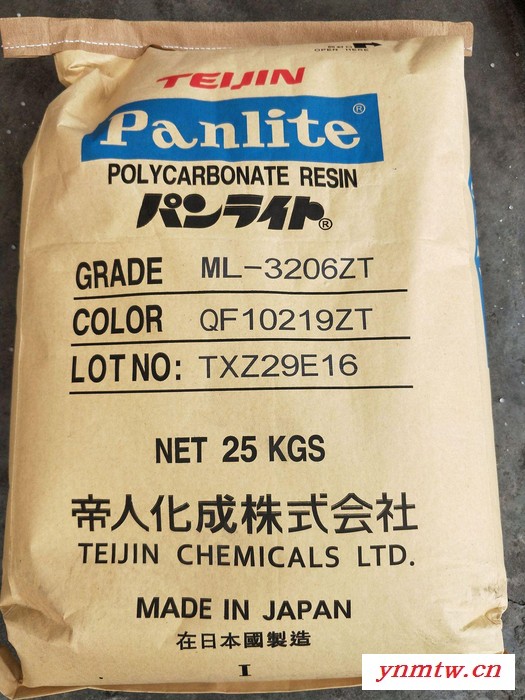 OPEN HERE
TEIJIN
Panlite®
POLYCARBONATE RESIN
パンライト®
GRADE ML-3206ZT
COLOR QF10219ZT
LOT NO: TXZ29E16
NET 25 KGS
帝人化成株式会社
TEIJIN CHEMICALS LTD.
MADE IN JAPAN
在日本國製造
I
ynmtw.cn